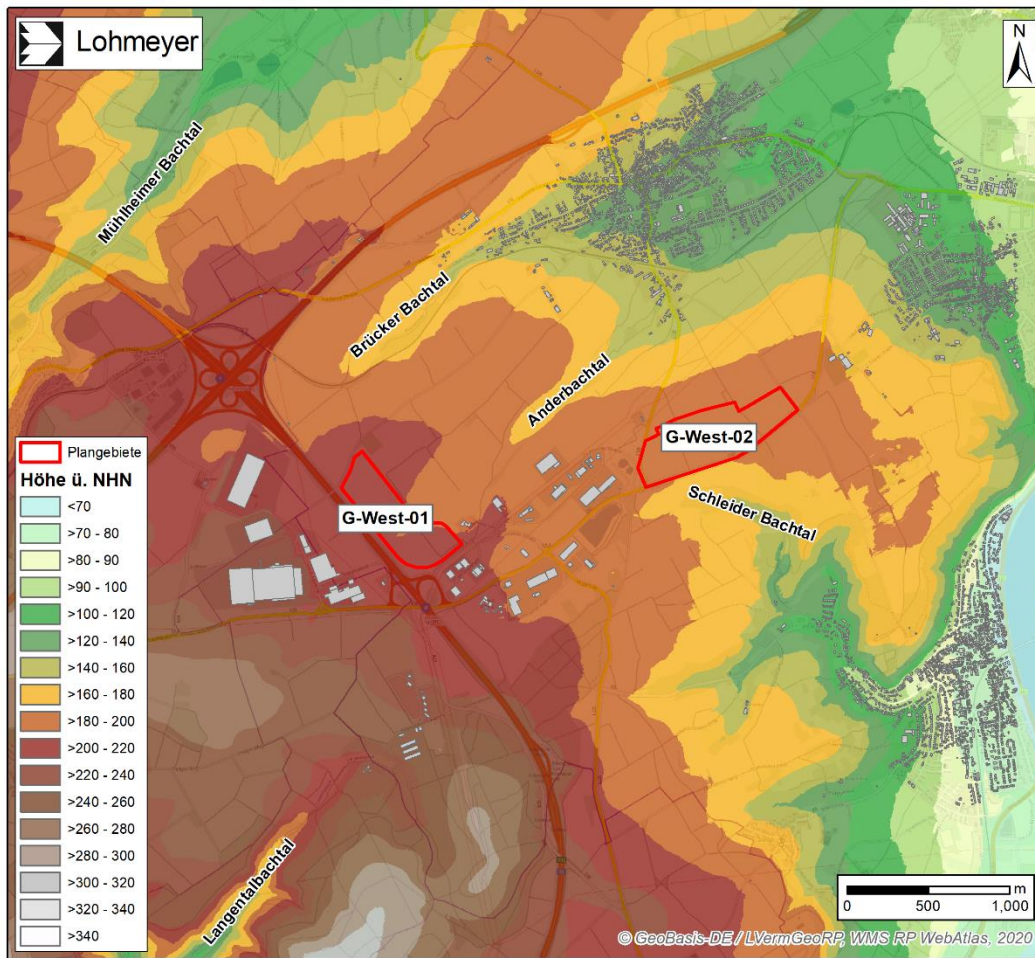 Lohmeyer
N
Mühlheimer Bachtal
Brücker Bachtal
Anderbachtal
G-West-02
Schleider Bachtal
G-West-01
Langentalbachtal
Plangebiete
Höhe ü. NHN
<70
>70 - 80
>80 - 90
>90 - 100
>100 - 120
>120 - 140
>140 - 160
>160 - 180
>180 - 200
>200 - 220
>220 - 240
>240 - 260
>260 - 280
>280 - 300
>300 - 320
>320 - 340
>340
m
0 500 1,000
© GeoBasis-DE / LVermGeoRP, WMS RP WebAtlas, 2020